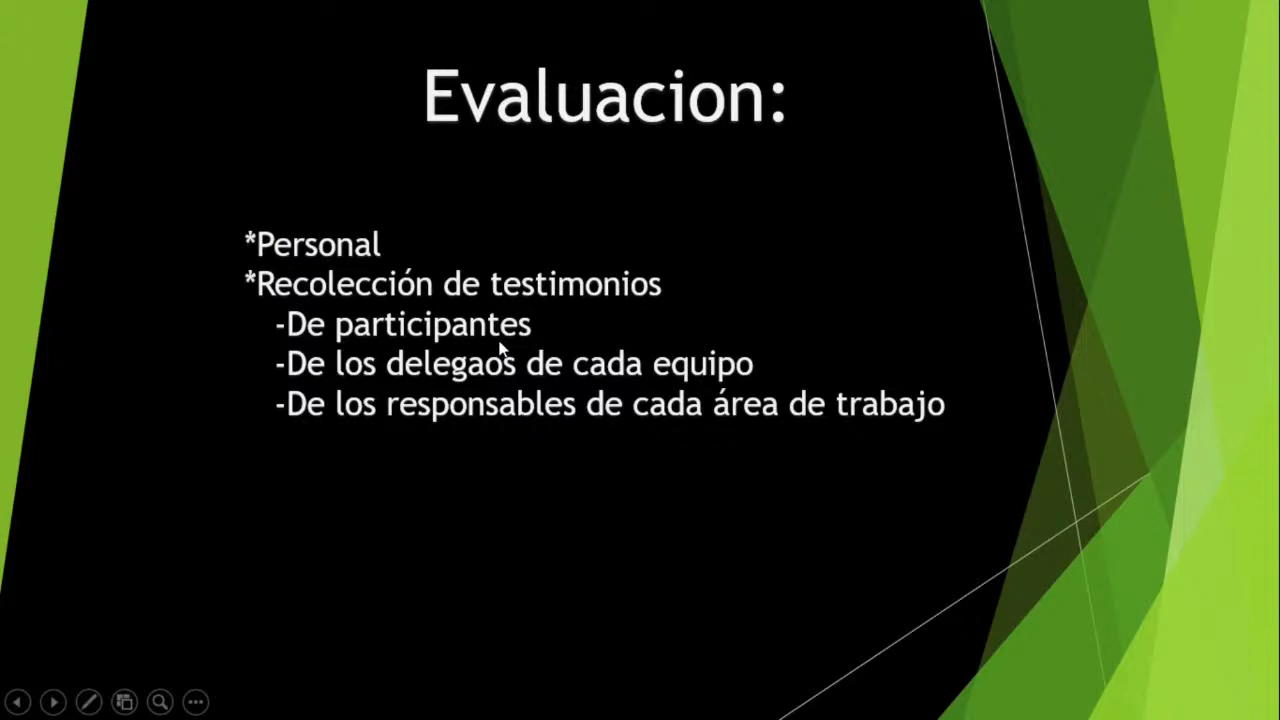 Evaluacion:
*Personal
*Recolección de testimonios
-De participantes
-De los delegaos de cada equipo
-De los responsables de cada área de trabajo